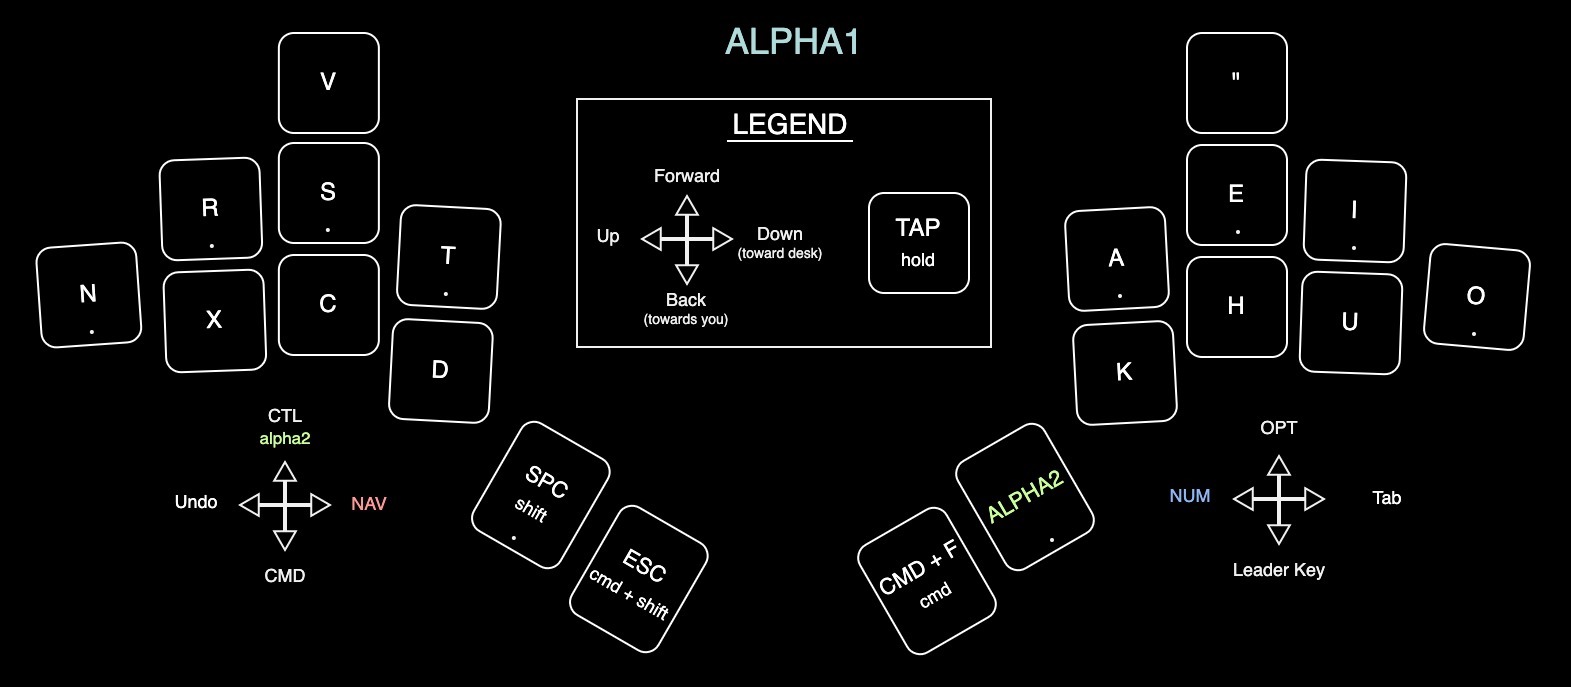 ALPHA1
V
"
LEGEND
Forward
Up
Down
(toward desk)
Back
(towards you)
TAP
hold
R
S
T
N
X
C
D
E
I
A
O
H
U
K
CTL
alpha2
Undo
NAV
CMD
SPC
shift
ESC
cmd + shift
ALPHA2
CMD + F
cmd
OPT
NUM
Tab
Leader Key